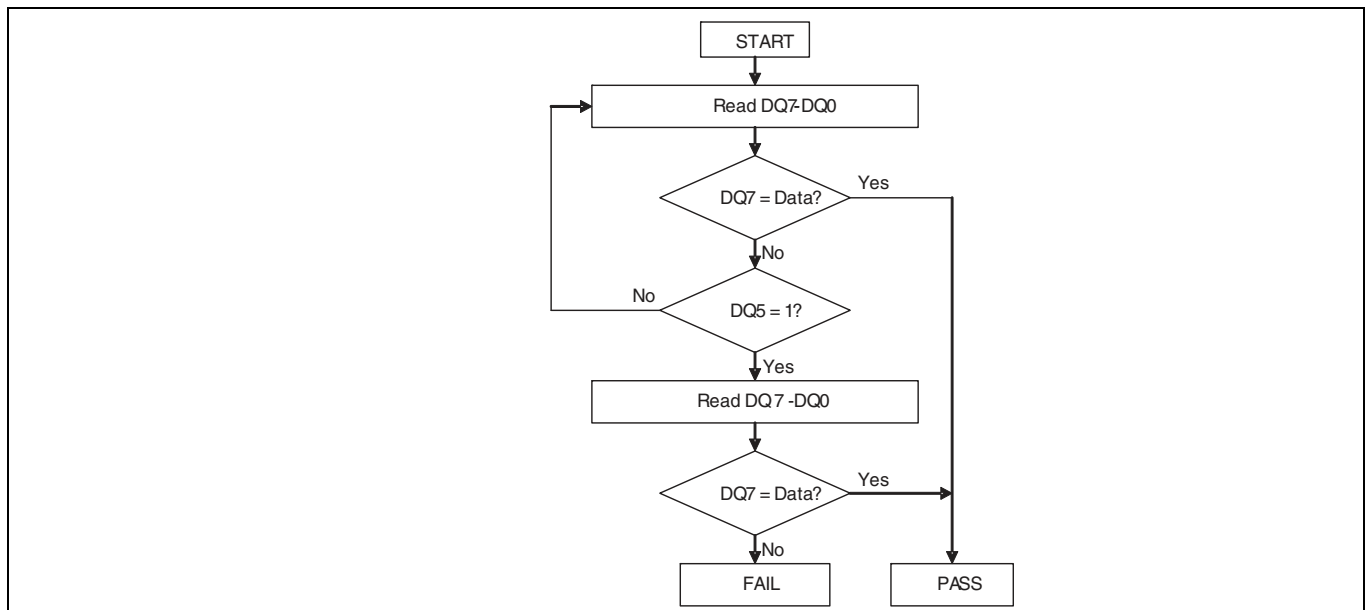 START
Read DQ7-DQ0
DQ7 = Data?
Yes
No
No
DQ5 = 1?
Yes
Read DQ 7 -DQ0
DQ7 = Data?
Yes
No
FAIL
PASS